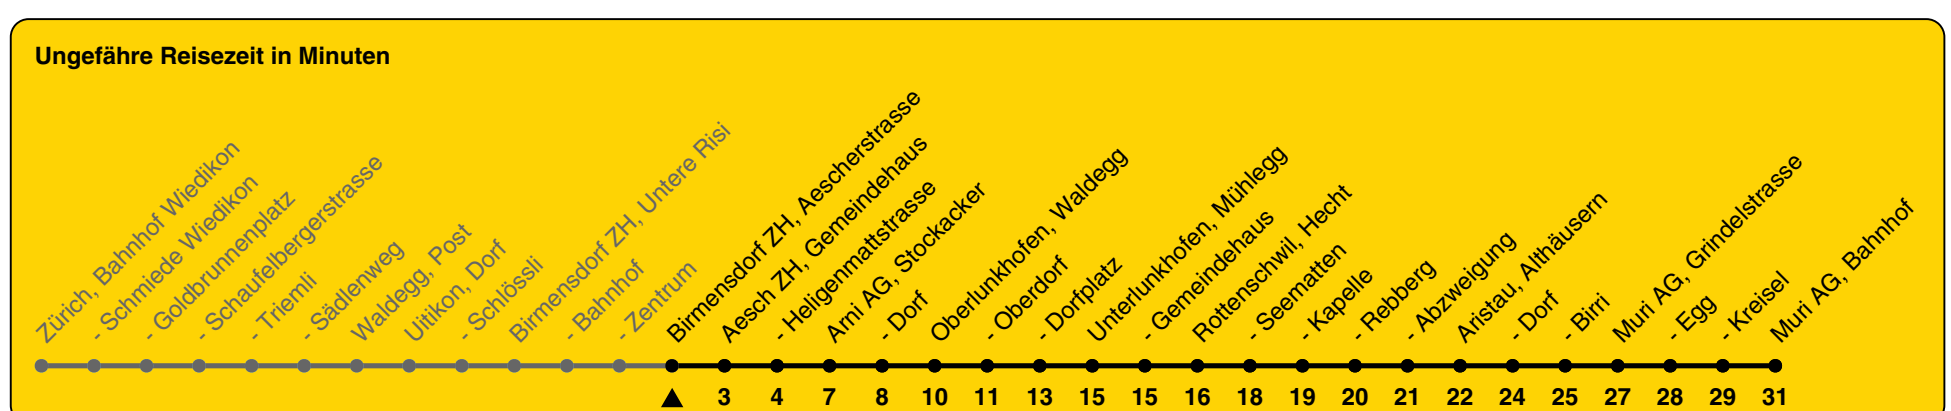 Ungefähre Reisezeit in Minuten
Zürich, Bahnhof Wiedikon
- Schmiede Wiedikon
- Goldbrunnenplatz
- Schaufelbergerstrasse
- Triemli
- Sädlenweg
Waldegg, Post
Uitikon, Dorf
- Schlössli
Birmensdorf ZH, Untere Risi
- Bahnhof
- Zentrum
Birmensdorf ZH, Aescherstrasse
Aesch ZH, Gemeindehaus
- Heligenmattstrasse
Arni AG, Stockacker
- Dorf
Oberlunkhofen, Waldegg
- Oberdorf
- Dorfplatz
Unterlunkhofen, Mühlegg
- Gemeindehaus
Rottenschwil, Hecht
- Seematten
- Kapelle
- Rebberg
- Abzweigung
Aristau, Althäusern
- Dorf
- Birri
Muri AG, Grindelstrasse
- Egg
- Kreisel
Muri AG, Bahnhof
3 4 7 8 10 11 13 15 15 16 18 19 20 21 22 24 25 27 28 29 31